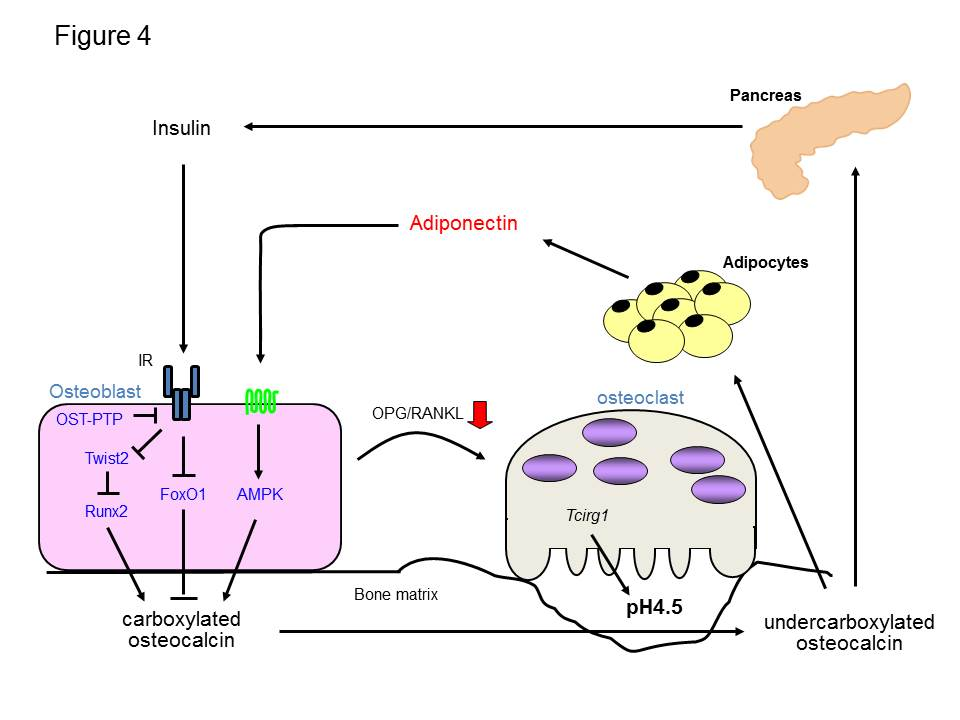 Figure 4
Pancreas
Insulin
Adiponectin
Adipocytes
IR
Osteoblast
osteoclast
OST-PTP
OPG/RANKL
Twist2
FoxO1
AMPK
Runx2
Tcirg1
Bone matrix
pH4.5
carboxylated
osteocalcin
undercarboxylated
osteocalcin